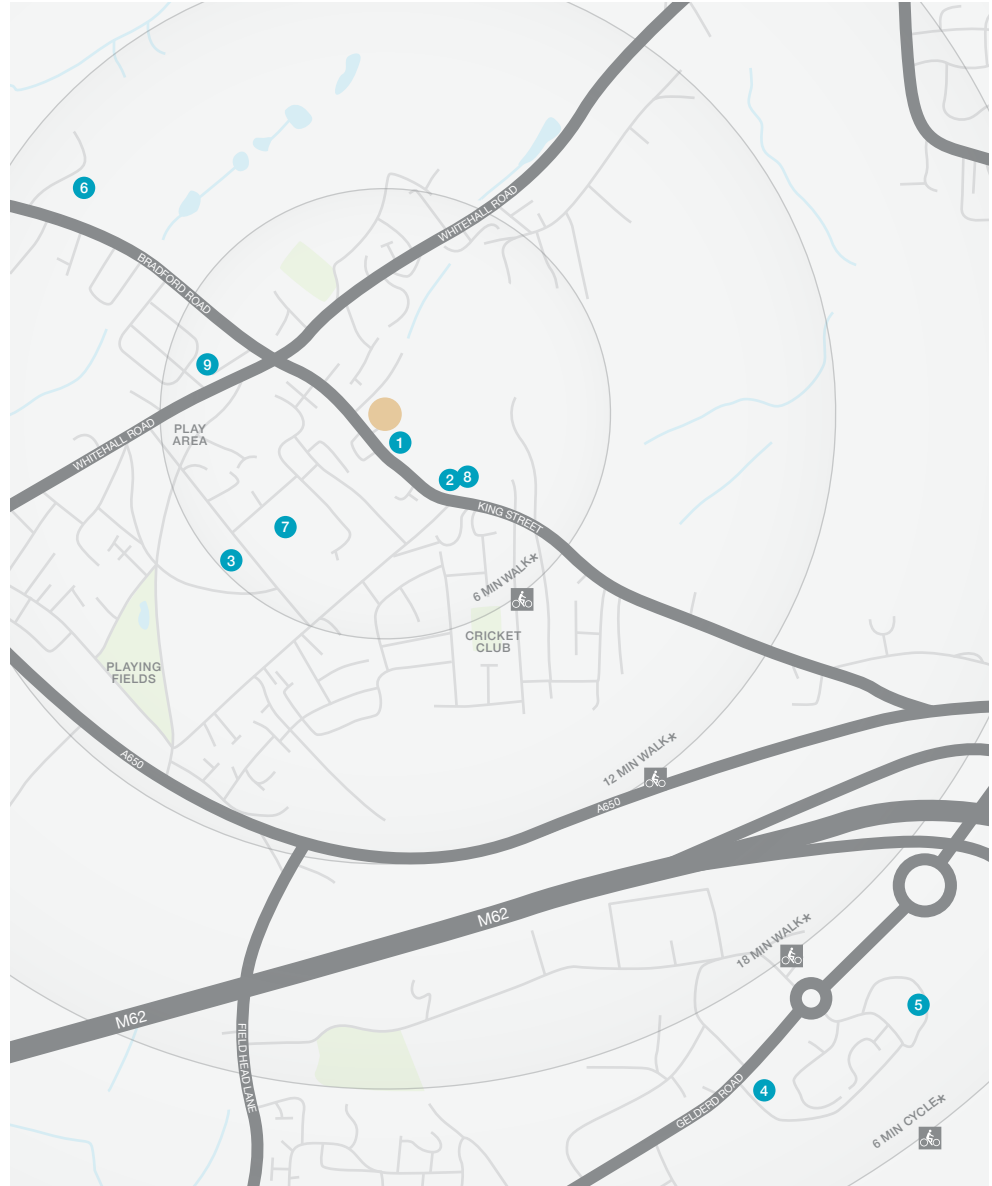 6
WHITEHALL ROAD
BRADFORD ROAD
9
WHITEHALL ROAD
PLAY
AREA
1
2
8
KING STREET
7
3
6 MIN WALK*
CRICKET
CLUB
PLAYING
FIELDS
A650
12 MIN WALK*
A650
M62
18 MIN WALK*
5
M62
FIELD HEAD LANE
GELDERD ROAD
4
6 MIN CYCLE*